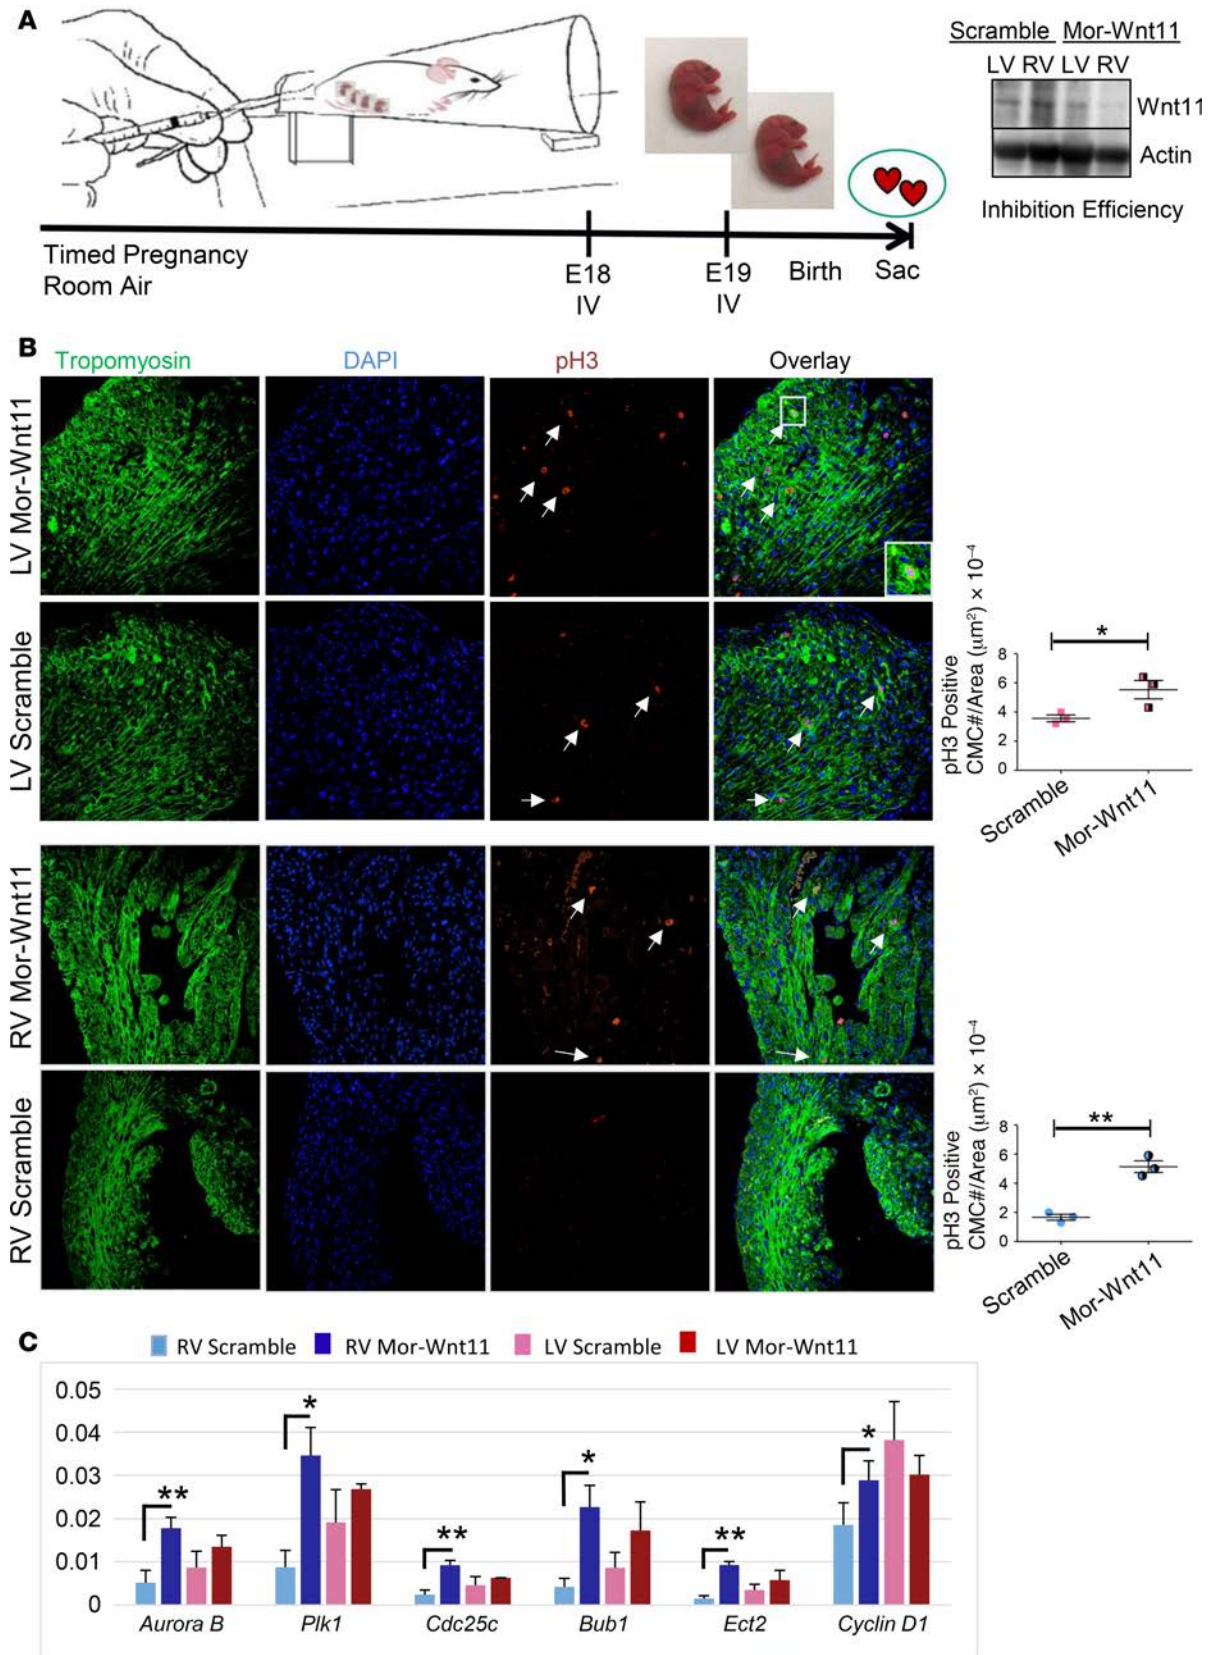 A
Scramble Mor-Wnt11
LV RV LV RV
Wnt11
Actin
Inhibition Efficiency
Timed Pregnancy
Room Air
E18
IV
E19
IV
Birth
Sac
B
Tropomyosin DAPI pH3 Overlay
LV Mor-Wnt11
LV Scramble
pH3 Positive
CMC#/Area (μm²) × 10⁻⁴
*
8
6
4
2
0
Scramble
Mor-Wnt11
RV Mor-Wnt11
RV Scramble
pH3 Positive
CMC#/Area (μm²) × 10⁻⁴
**
8
6
4
2
0
Scramble
Mor-Wnt11
C
RV Scramble RV Mor-Wnt11 LV Scramble LV Mor-Wnt11
0.05
0.04
0.03
0.02
0.01
0
** * ** * ** *
Aurora B Plk1 Cdc25c Bub1 Ect2 Cyclin D1